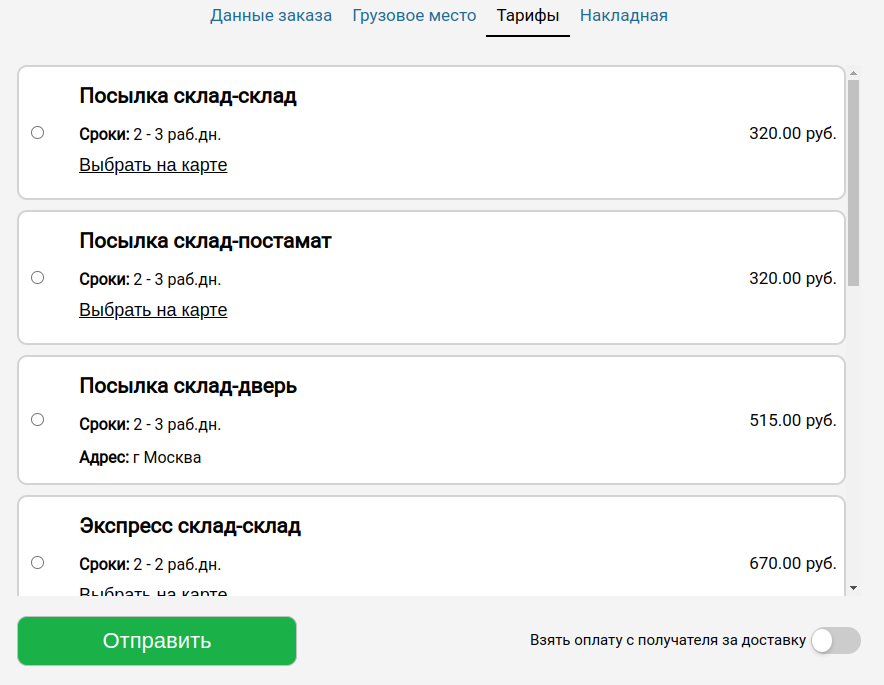 Данные заказа Грузовое место Тарифы Накладная
Посылка склад-склад
Сроки: 2 - 3 раб.дн.
320.00 руб.
Выбрать на карте
Посылка склад-постамат
Сроки: 2 - 3 раб.дн.
320.00 руб.
Выбрать на карте
Посылка склад-дверь
Сроки: 2 - 3 раб.дн.
515.00 руб.
Адрес: г Москва
Экспресс склад-склад
Сроки: 2 - 2 раб.дн.
670.00 руб.
Выбрать на карте
Отправить
Взять оплату с получателя за доставку